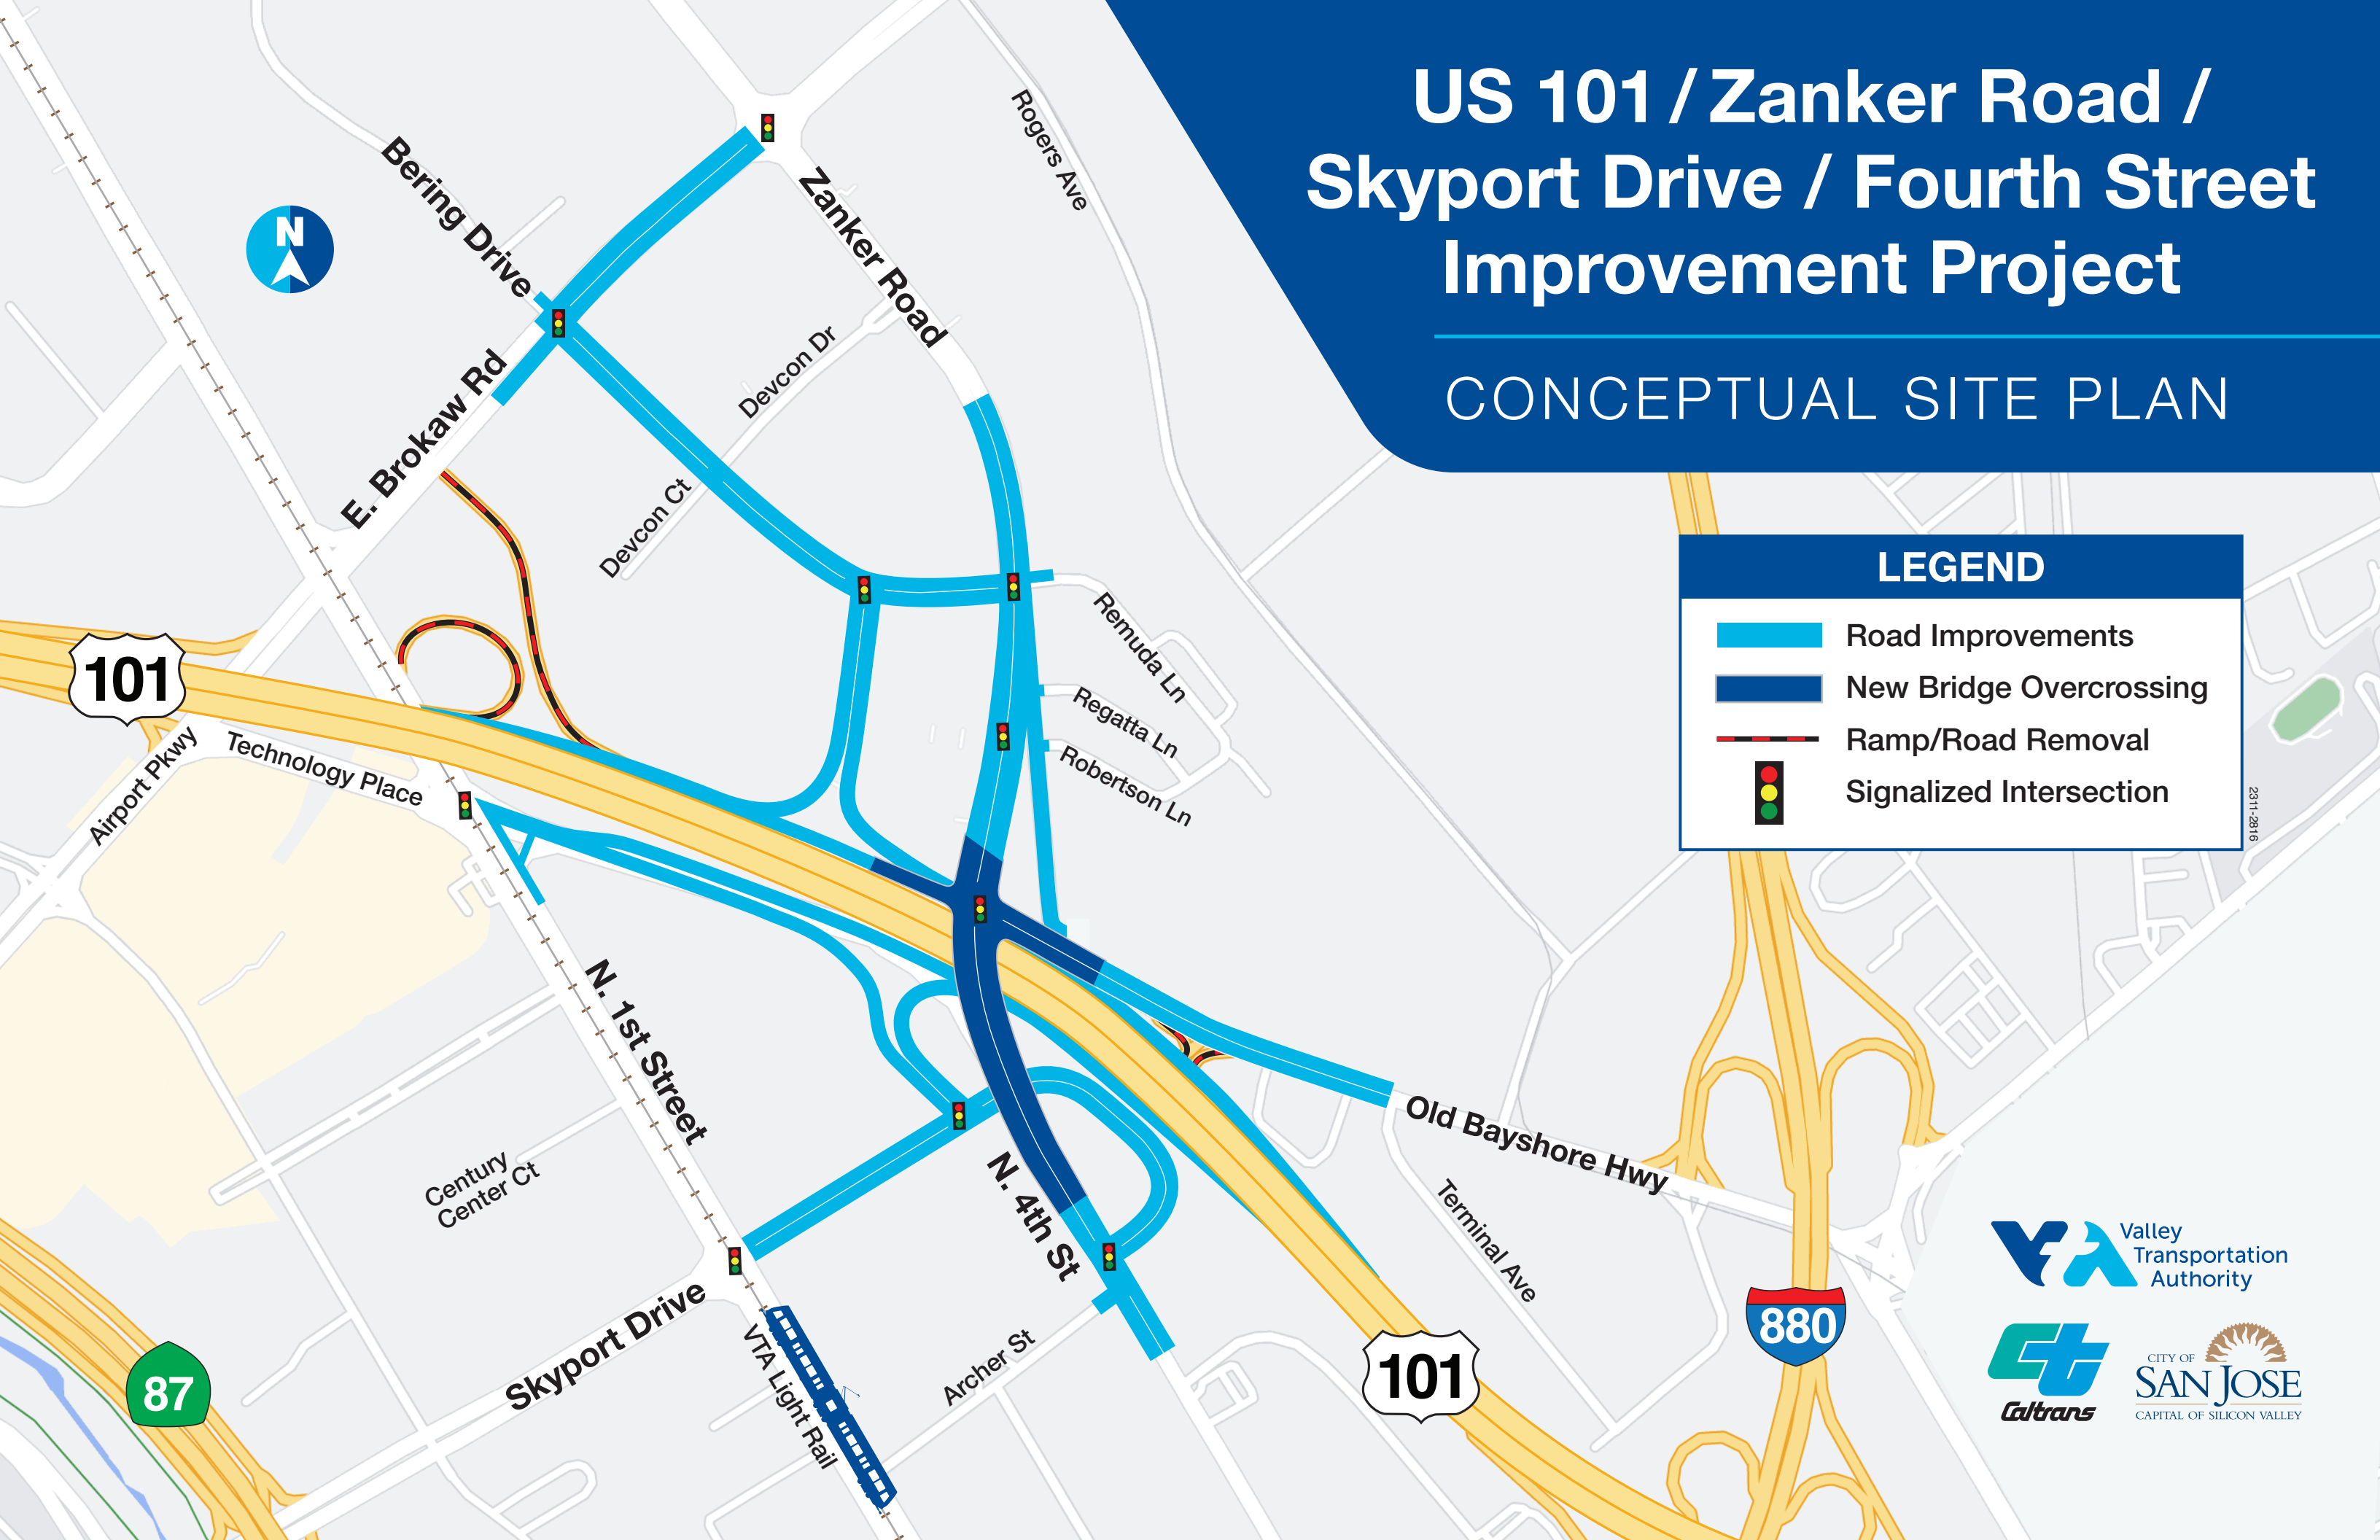 US 101 / Zanker Road /
Skyport Drive / Fourth Street
Improvement Project
CONCEPTUAL SITE PLAN
LEGEND
Road Improvements
New Bridge Overcrossing
Ramp/Road Removal
Signalized Intersection
2311-2816
N
Bering Drive
Zanker Road
Rogers Ave
E. Brokaw Rd
Devcon Dr
Devcon Ct
Remuda Ln
Regatta Ln
Robertson Ln
101
Airport Pkwy
Technology Place
N. 1st Street
Century
Center Ct
N. 4th St
Old Bayshore Hwy
Terminal Ave
Skyport Drive
VTA Light Rail
Archer St
87
101
880
VTA
Valley
Transportation
Authority
ct
Caltrans
CITY OF
SAN JOSE
CAPITAL OF SILICON VALLEY